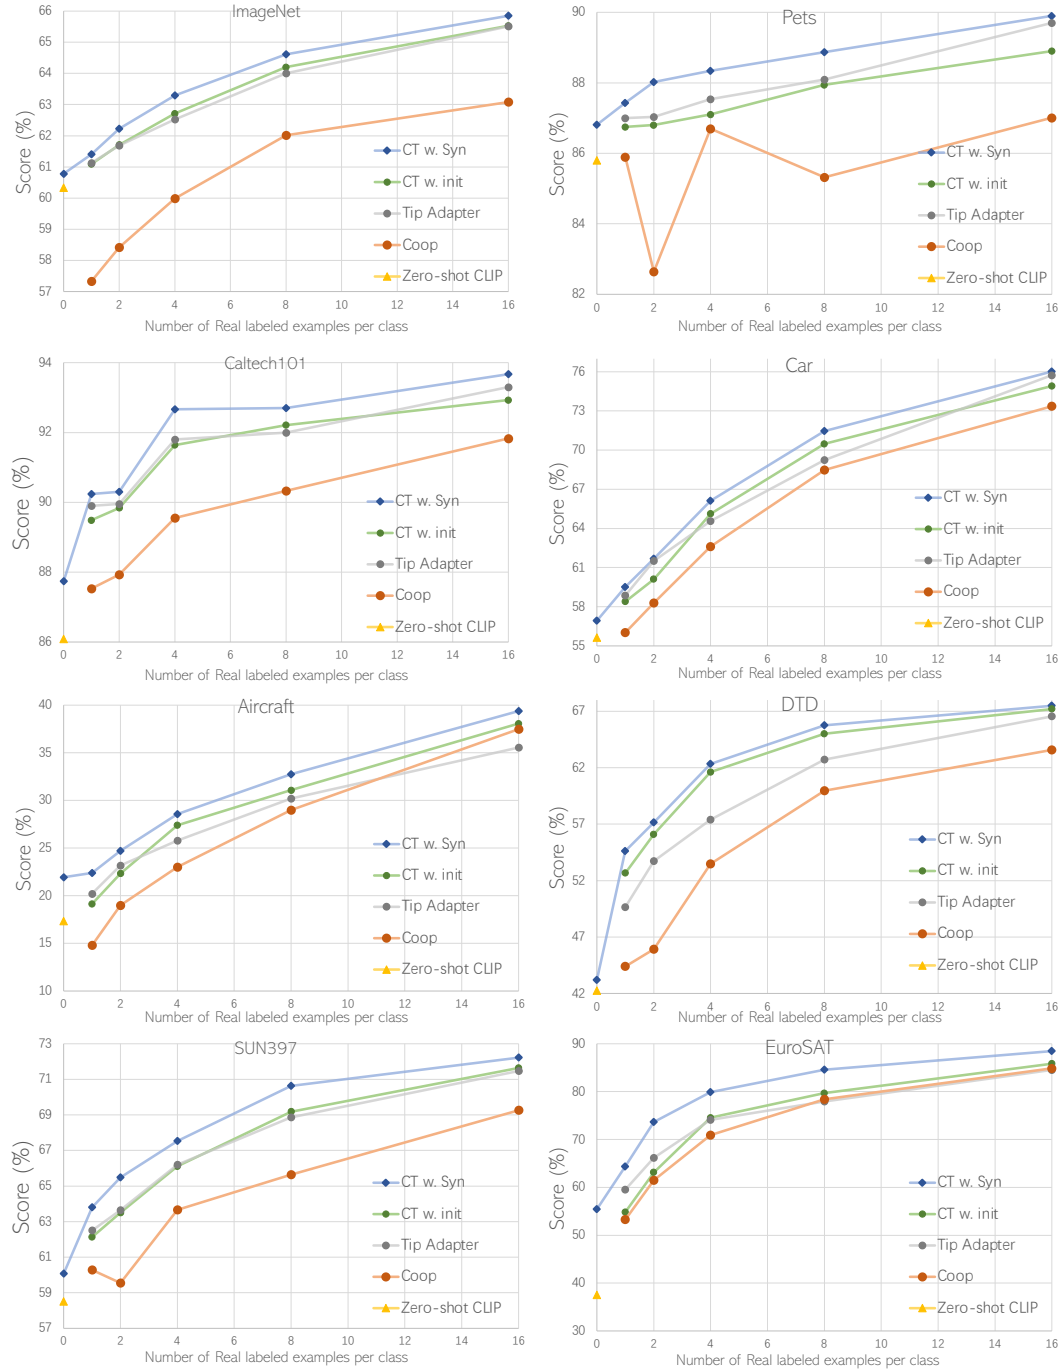 ImageNet
66
65
64
63
62
61
60
59
58
57
Score (%)
CT w. Syn
CT w. init
Tip Adapter
Coop
Zero-shot CLIP
0 2 4 6 8 10 12 14 16
Number of Real labeled examples per class
Pets
90
88
86
84
82
Score (%)
CT w. Syn
CT w. init
Tip Adapter
Coop
Zero-shot CLIP
0 2 4 6 8 10 12 14 16
Number of Real labeled examples per class
Caltech101
94
92
90
88
86
Score (%)
CT w. Syn
CT w. init
Tip Adapter
Coop
Zero-shot CLIP
0 2 4 6 8 10 12 14 16
Number of Real labeled examples per class
Car
76
73
70
67
64
61
58
55
Score (%)
CT w. Syn
CT w. init
Tip Adapter
Coop
Zero-shot CLIP
0 2 4 6 8 10 12 14 16
Number of Real labeled examples per class
Aircraft
40
35
30
25
20
15
10
Score (%)
CT w. Syn
CT w. init
Tip Adapter
Coop
Zero-shot CLIP
0 2 4 6 8 10 12 14 16
Number of Real labeled examples per class
DTD
67
62
57
52
47
42
Score (%)
CT w. Syn
CT w. init
Tip Adapter
Coop
Zero-shot CLIP
0 2 4 6 8 10 12 14 16
Number of Real labeled examples per class
SUN397
73
71
69
67
65
63
61
59
57
Score (%)
CT w. Syn
CT w. init
Tip Adapter
Coop
Zero-shot CLIP
0 2 4 6 8 10 12 14 16
Number of Real labeled examples per class
EuroSAT
90
80
70
60
50
40
30
Score (%)
CT w. Syn
CT w. init
Tip Adapter
Coop
Zero-shot CLIP
0 2 4 6 8 10 12 14 16
Number of Real labeled examples per class